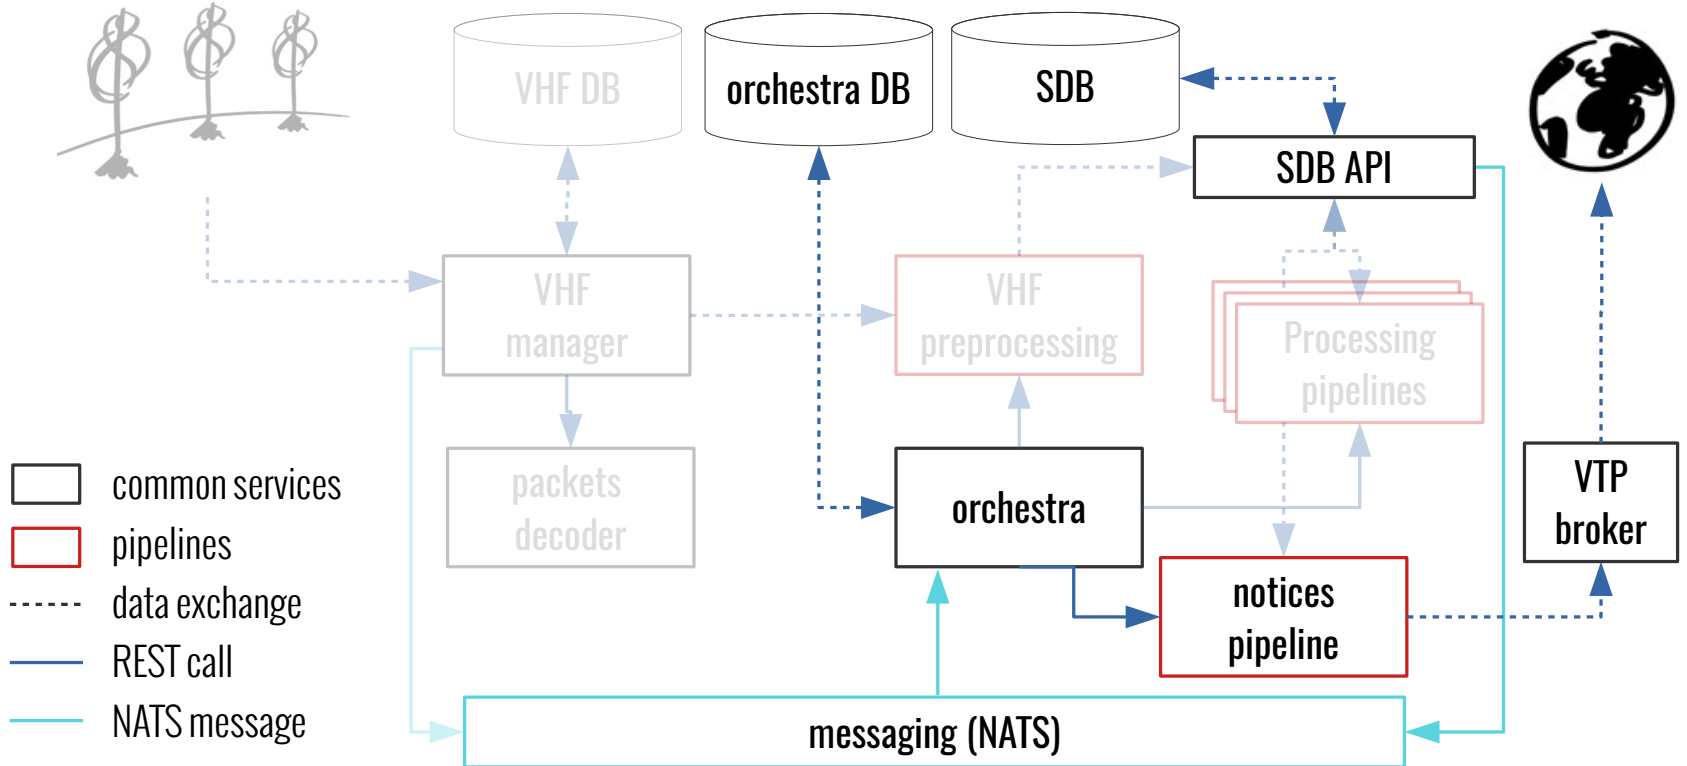 VHF DB
orchestra DB
SDB
SDB API
VHF
manager
VHF
preprocessing
Processing
pipelines
packets
decoder
orchestra
VTP
broker
notices
pipeline
messaging (NATS)
common services
pipelines
data exchange
REST call
NATS message